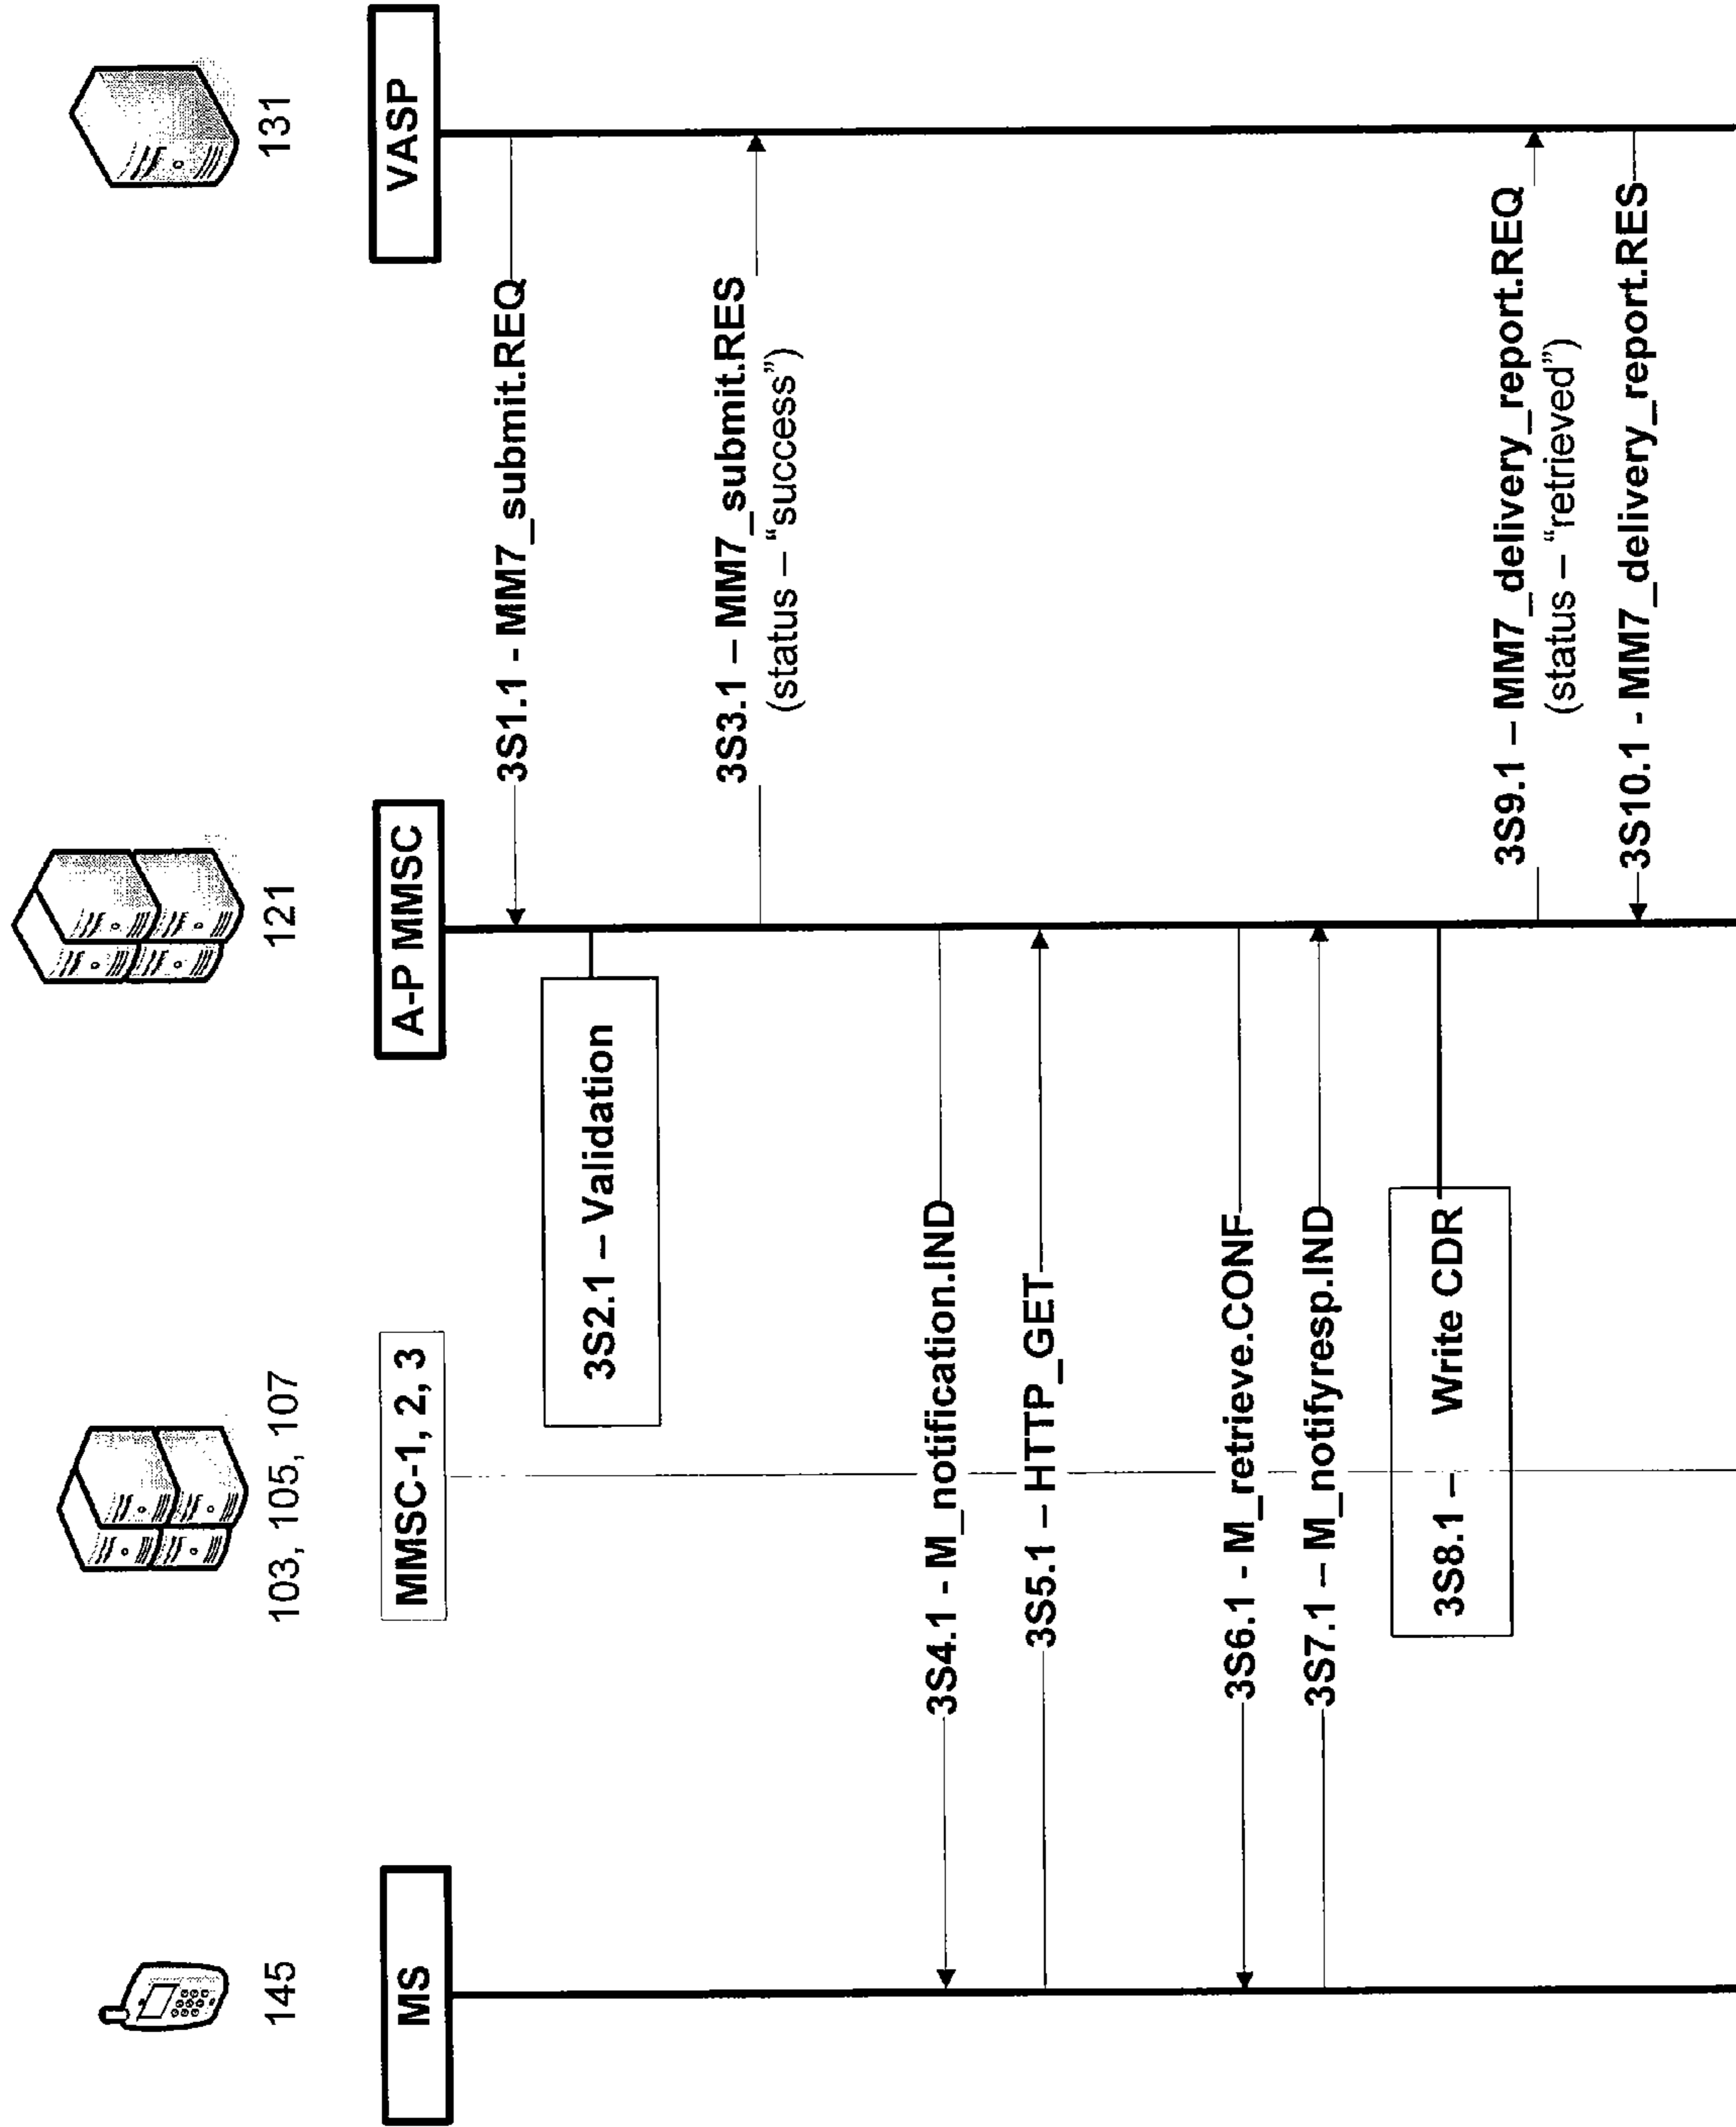 145
103, 105, 107
121
131
MS
MMSC-1, 2, 3
A-P MMSC
VASP
3S1.1 - MM7_submit.REQ
3S2.1 – Validation
3S3.1 – MM7_submit.RES
(status – “success”)
3S4.1 - M_notification.IND
3S5.1 – HTTP_GET
3S6.1 - M_retrieve.CONF
3S7.1 – M_notifyresp.IND
3S8.1 – Write CDR
3S9.1 – MM7_delivery_report.REQ
(status – “retrieved”)
3S10.1 - MM7_delivery_report.RES